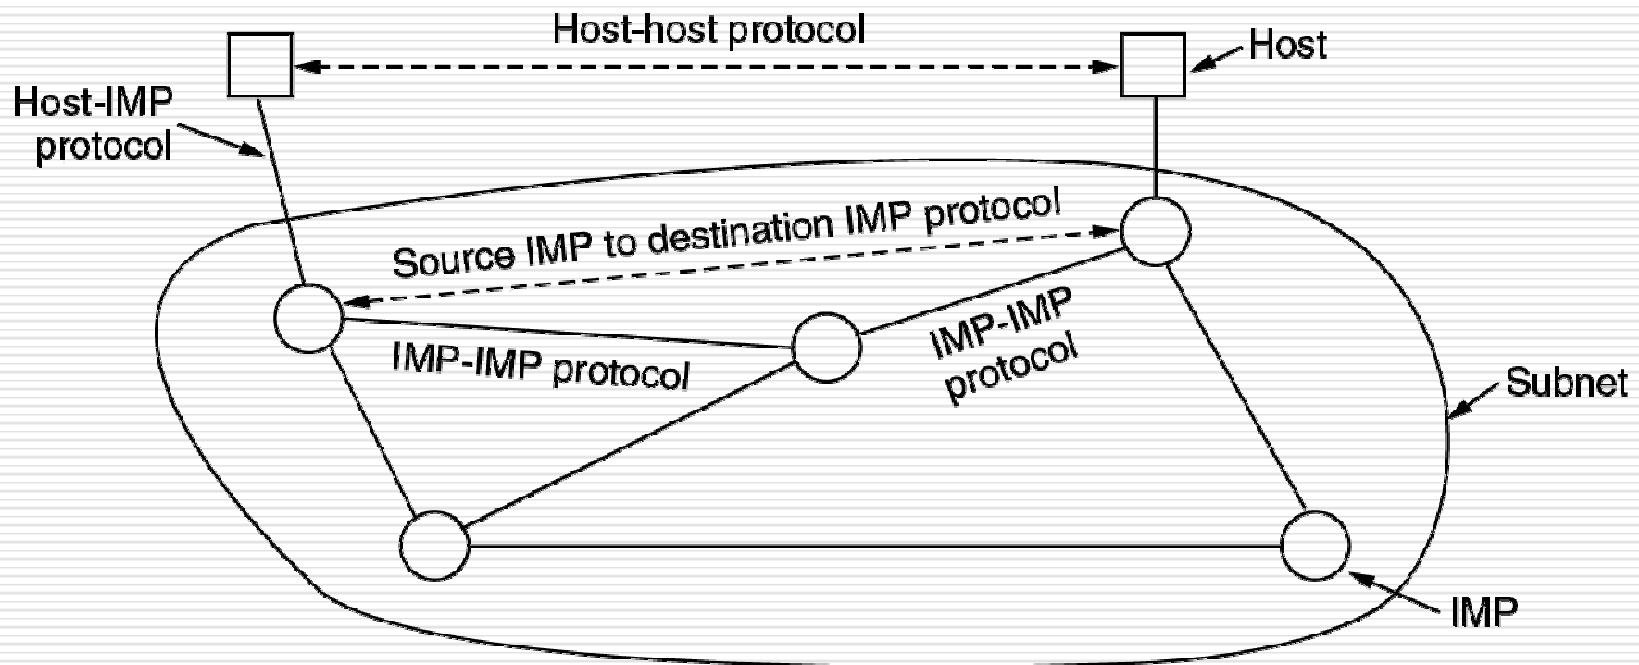 Host-host protocol
Host
Host-IMP
protocol
Source IMP to destination IMP protocol
IMP-IMP protocol
IMP-IMP
protocol
Subnet
IMP